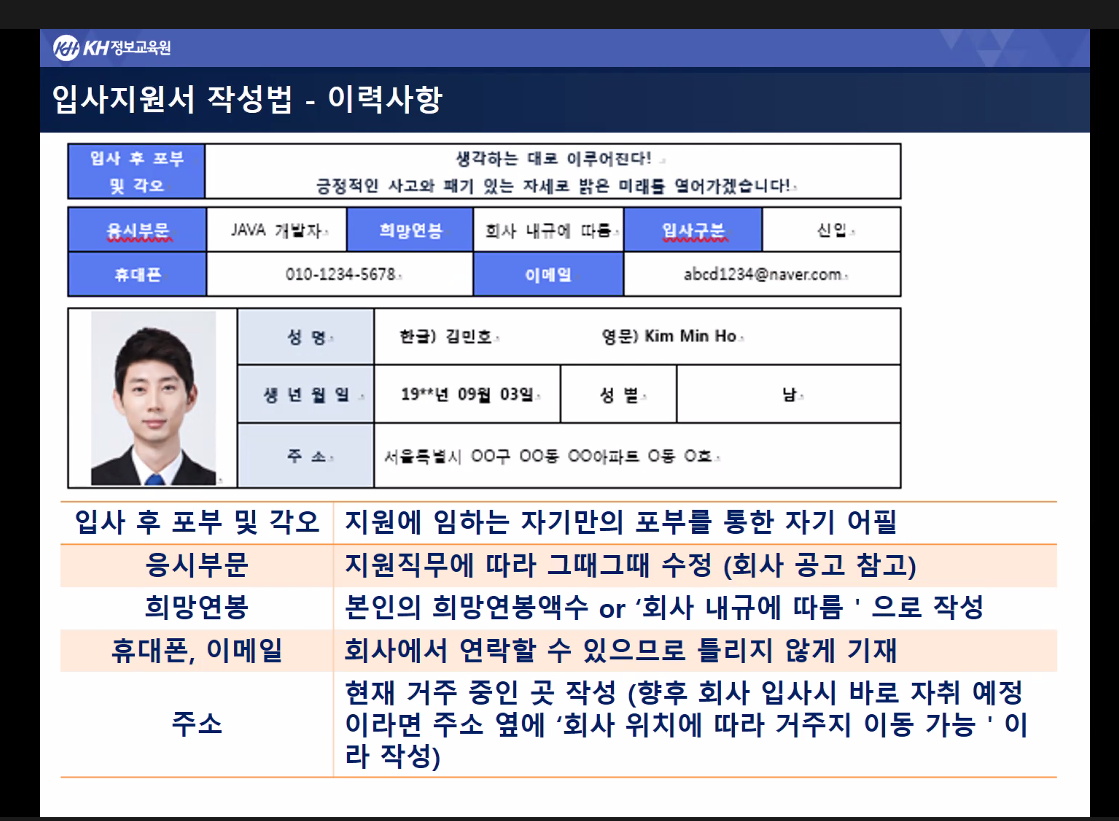 KH KH정보교육원
입사지원서 작성법 - 이력사항
입사 후 포부 및 각오
생각하는 대로 이루어진다!
긍정적인 사고와 패기 있는 자세로 밝은 미래를 열어가겠습니다!
응시부문 JAVA 개발자 희망연봉 회사 내규에 따름 입사구분 신입
휴대폰 010-1234-5678 이메일 abcd1234@naver.com
성 명 한글) 김민호 영문) Kim Min Ho
생 년 월 일 19**년 09월 03일 성 별 남
주 소 서울특별시 OO구 OO동 OO아파트 O동 O호
입사 후 포부 및 각오 지원에 임하는 자기만의 포부를 통한 자기 어필
응시부문 지원직무에 따라 그때그때 수정 (회사 공고 참고)
희망연봉 본인의 희망연봉액수 or ‘회사 내규에 따름 ' 으로 작성
휴대폰, 이메일 회사에서 연락할 수 있으므로 틀리지 않게 기재
주소 현재 거주 중인 곳 작성 (향후 회사 입사시 바로 자취 예정
이라면 주소 옆에 ‘회사 위치에 따라 거주지 이동 가능 ' 이
라 작성)